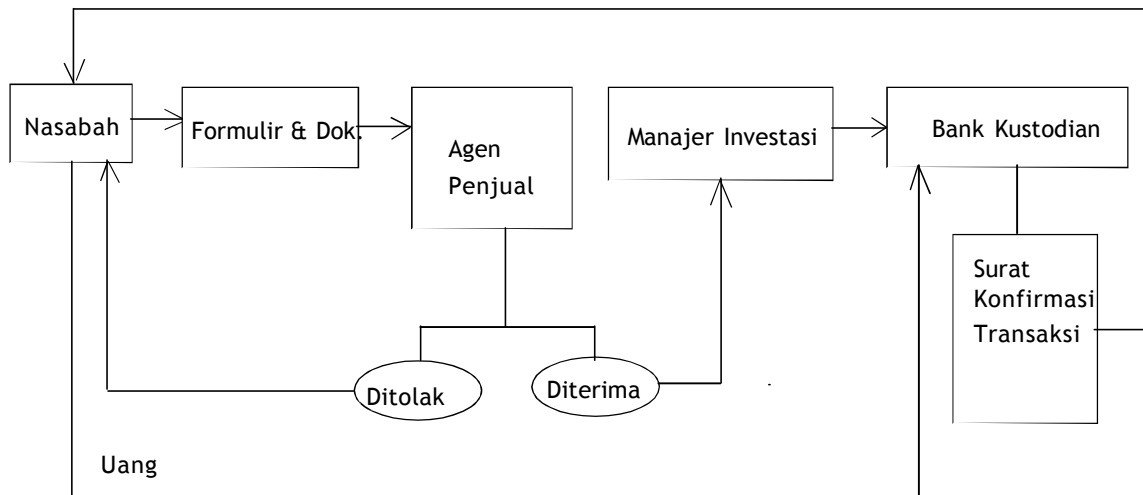 Nasabah
Formulir & Dok.
Agen
Penjual
Manajer Investasi
Bank Kustodian
Surat
Konfirmasi
Transaksi
Ditolak
Diterima
Uang